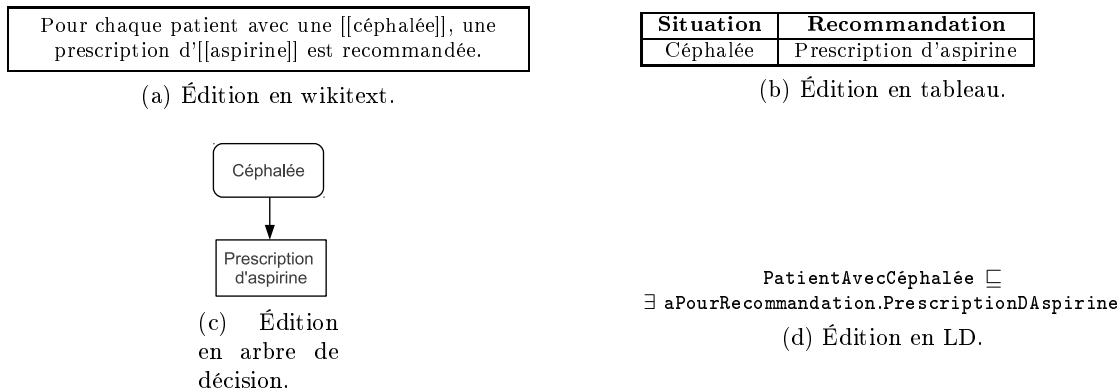 Pour chaque patient avec une [[céphalée]], une
prescription d'[[aspirine]] est recommandée.
(a) Édition en wikitext.
Situation Recommandation
Céphalée Prescription d'aspirine
(b) Édition en tableau.
Céphalée
Prescription
d'aspirine
(c) Édition
en arbre de
décision.
PatientAvecCéphalée ⊑
∃ aPourRecommandation.PrescriptionDAspirine
(d) Édition en LD.